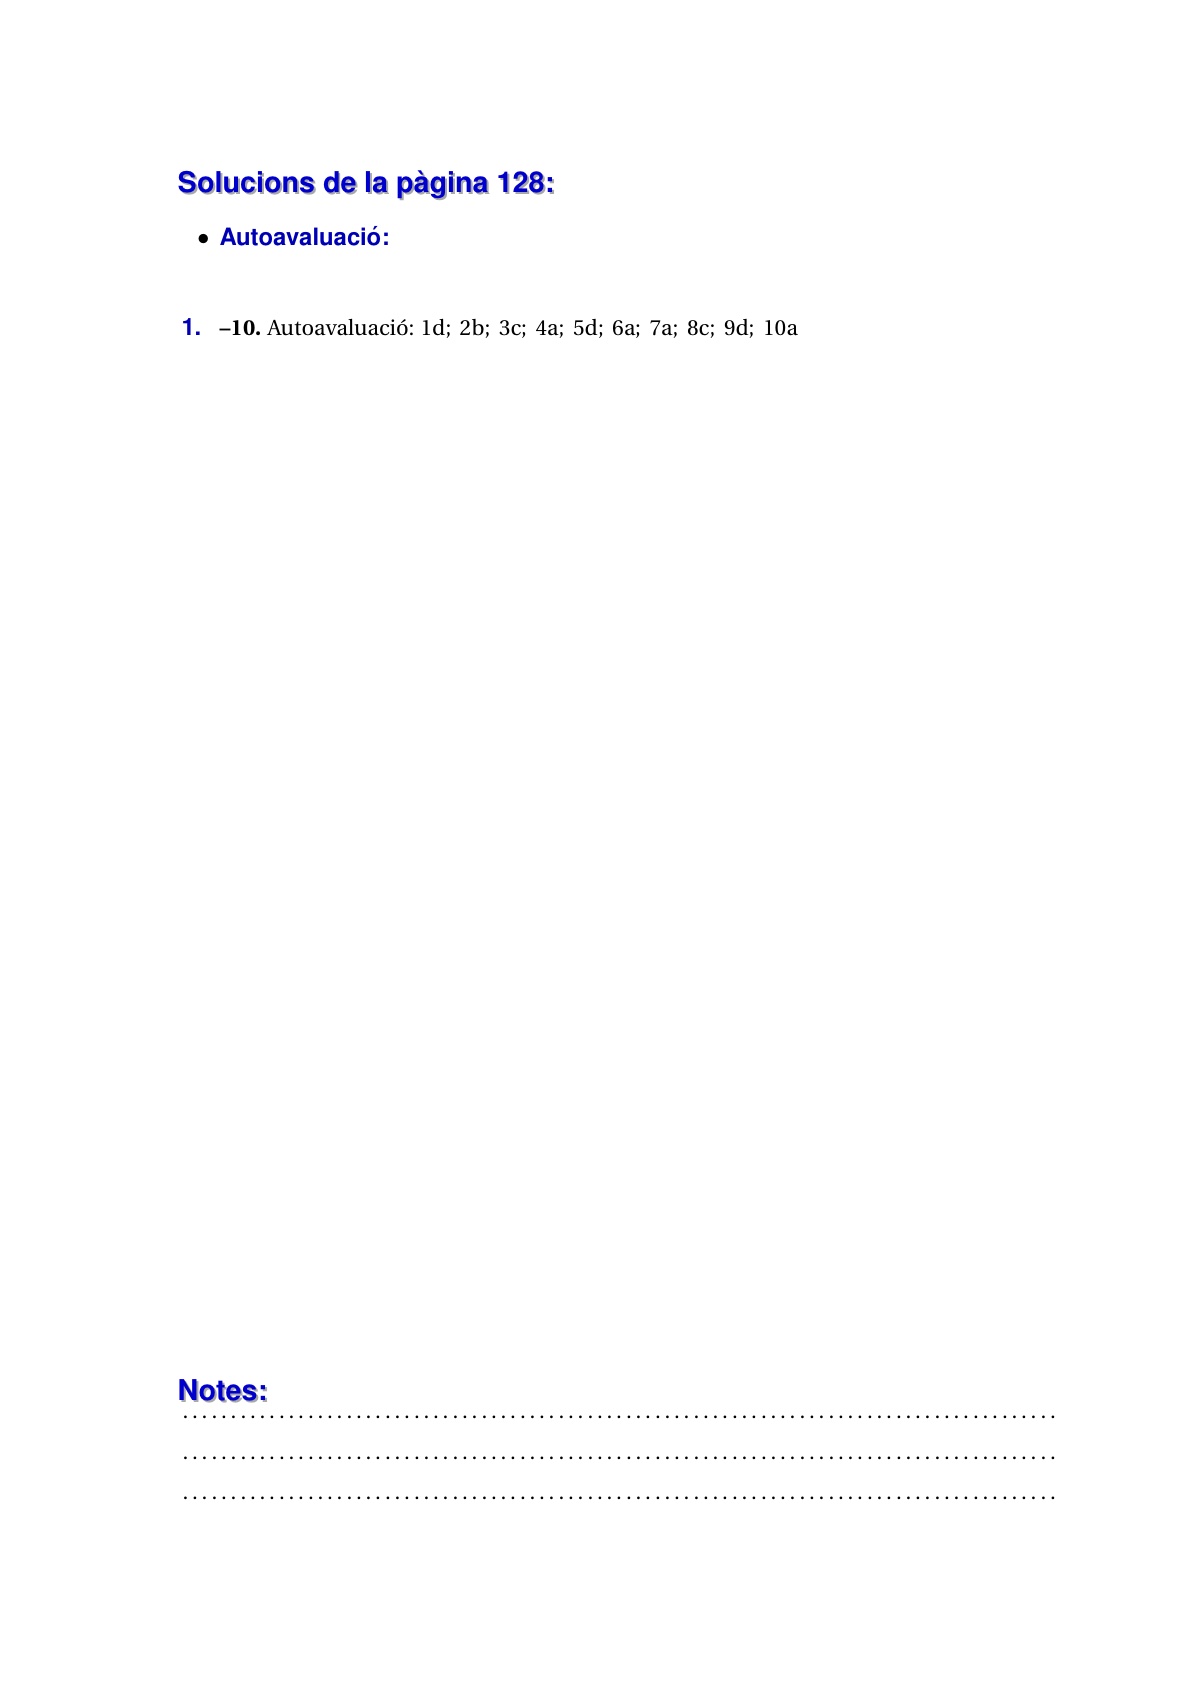 Solucions de la pàgina 128:
• Autoavaluació:
1. –10. Autoavaluació: 1d; 2b; 3c; 4a; 5d; 6a; 7a; 8c; 9d; 10a
Notes:
..........................................................................................
..........................................................................................
..........................................................................................